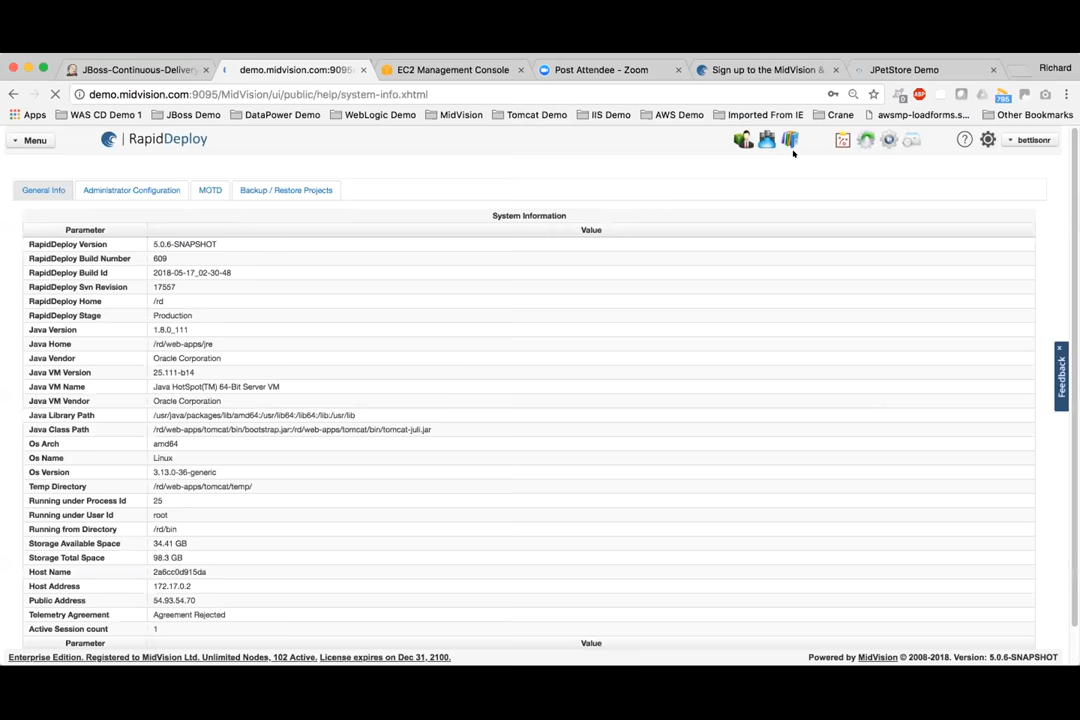 JBoss-Continuous-Delivery × demo.midvision.com:9095 × EC2 Management Console × Post Attendee - Zoom × Sign up to the MidVision & × JPetStore Demo × Richard
demo.midvision.com:9095/MidVision/ui/public/help/system-info.xhtml
Apps WAS CD Demo 1 JBoss Demo DataPower Demo WebLogic Demo MidVision Tomcat Demo IIS Demo AWS Demo Imported From IE Crane awsmp-loadforms.s... Other Bookmarks
Menu | RapidDeploy bettisonr
General Info Administrator Configuration MOTD Backup / Restore Projects
System Information
Parameter Value
RapidDeploy Version 5.0.6-SNAPSHOT
RapidDeploy Build Number 609
RapidDeploy Build Id 2018-05-17_02-30-48
RapidDeploy Svn Revision 17557
RapidDeploy Home /rd
RapidDeploy Stage Production
Java Version 1.8.0_111
Java Home /rd/web-apps/jre
Java Vendor Oracle Corporation
Java VM Version 25.111-b14
Java VM Name Java HotSpot(TM) 64-Bit Server VM
Java VM Vendor Oracle Corporation
Java Library Path /usr/java/packages/lib/amd64:/usr/lib64:/lib64:/lib:/usr/lib
Java Class Path /rd/web-apps/tomcat/bin/bootstrap.jar:/rd/web-apps/tomcat/bin/tomcat-juli.jar
Os Arch amd64
Os Name Linux
Os Version 3.13.0-36-generic
Temp Directory /rd/web-apps/tomcat/temp/
Running under Process Id 25
Running under User Id root
Running from Directory /rd/bin
Storage Available Space 34.41 GB
Storage Total Space 98.3 GB
Host Name 2a6cc0d915da
Host Address 172.17.0.2
Public Address 54.93.54.70
Telemetry Agreement Agreement Rejected
Active Session count 1
Parameter Value
Feedback ×
Enterprise Edition. Registered to MidVision Ltd. Unlimited Nodes, 102 Active. License expires on Dec 31, 2100. Powered by MidVision © 2008-2018. Version: 5.0.6-SNAPSHOT